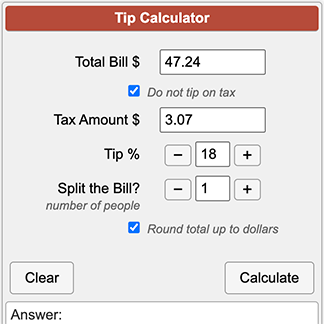 Tip Calculator
Total Bill $ 47.24
Do not tip on tax
Tax Amount $ 3.07
Tip % − 18 +
Split the Bill? − 1 +
number of people
Round total up to dollars
Clear Calculate
Answer: